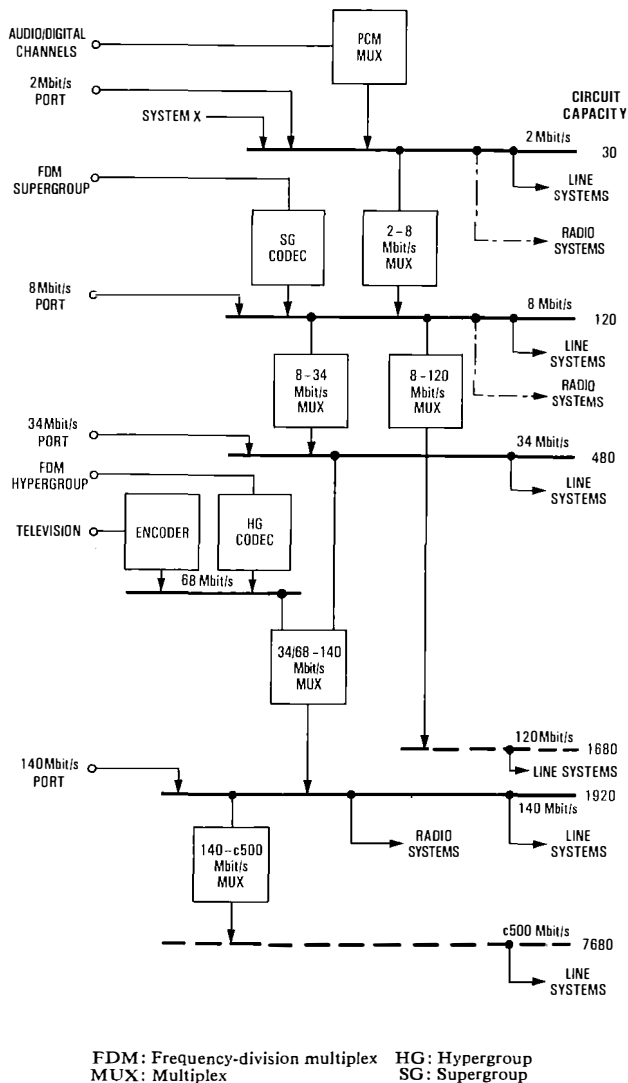 AUDIO/DIGITAL
CHANNELS
PCM
MUX
2Mbit/s
PORT
SYSTEM X
CIRCUIT
CAPACITY
2 Mbit/s
30
LINE
SYSTEMS
FDM
SUPERGROUP
SG
CODEC
2-8
Mbit/s
MUX
RADIO
SYSTEMS
8Mbit/s
PORT
8 Mbit/s
120
LINE
SYSTEMS
8-34
Mbit/s
MUX
8-120
Mbit/s
MUX
RADIO
SYSTEMS
34Mbit/s
PORT
34 Mbit/s
480
FDM
HYPERGROUP
LINE
SYSTEMS
TELEVISION
ENCODER
HG
CODEC
68 Mbit/s
34/68-140
Mbit/s
MUX
120Mbit/s
1680
LINE SYSTEMS
140Mbit/s
PORT
1920
140 Mbit/s
RADIO
SYSTEMS
LINE
SYSTEMS
140-c500
Mbit/s
MUX
c500 Mbit/s
7680
LINE
SYSTEMS
FDM: Frequency-division multiplex HG: Hypergroup
MUX: Multiplex SG: Supergroup